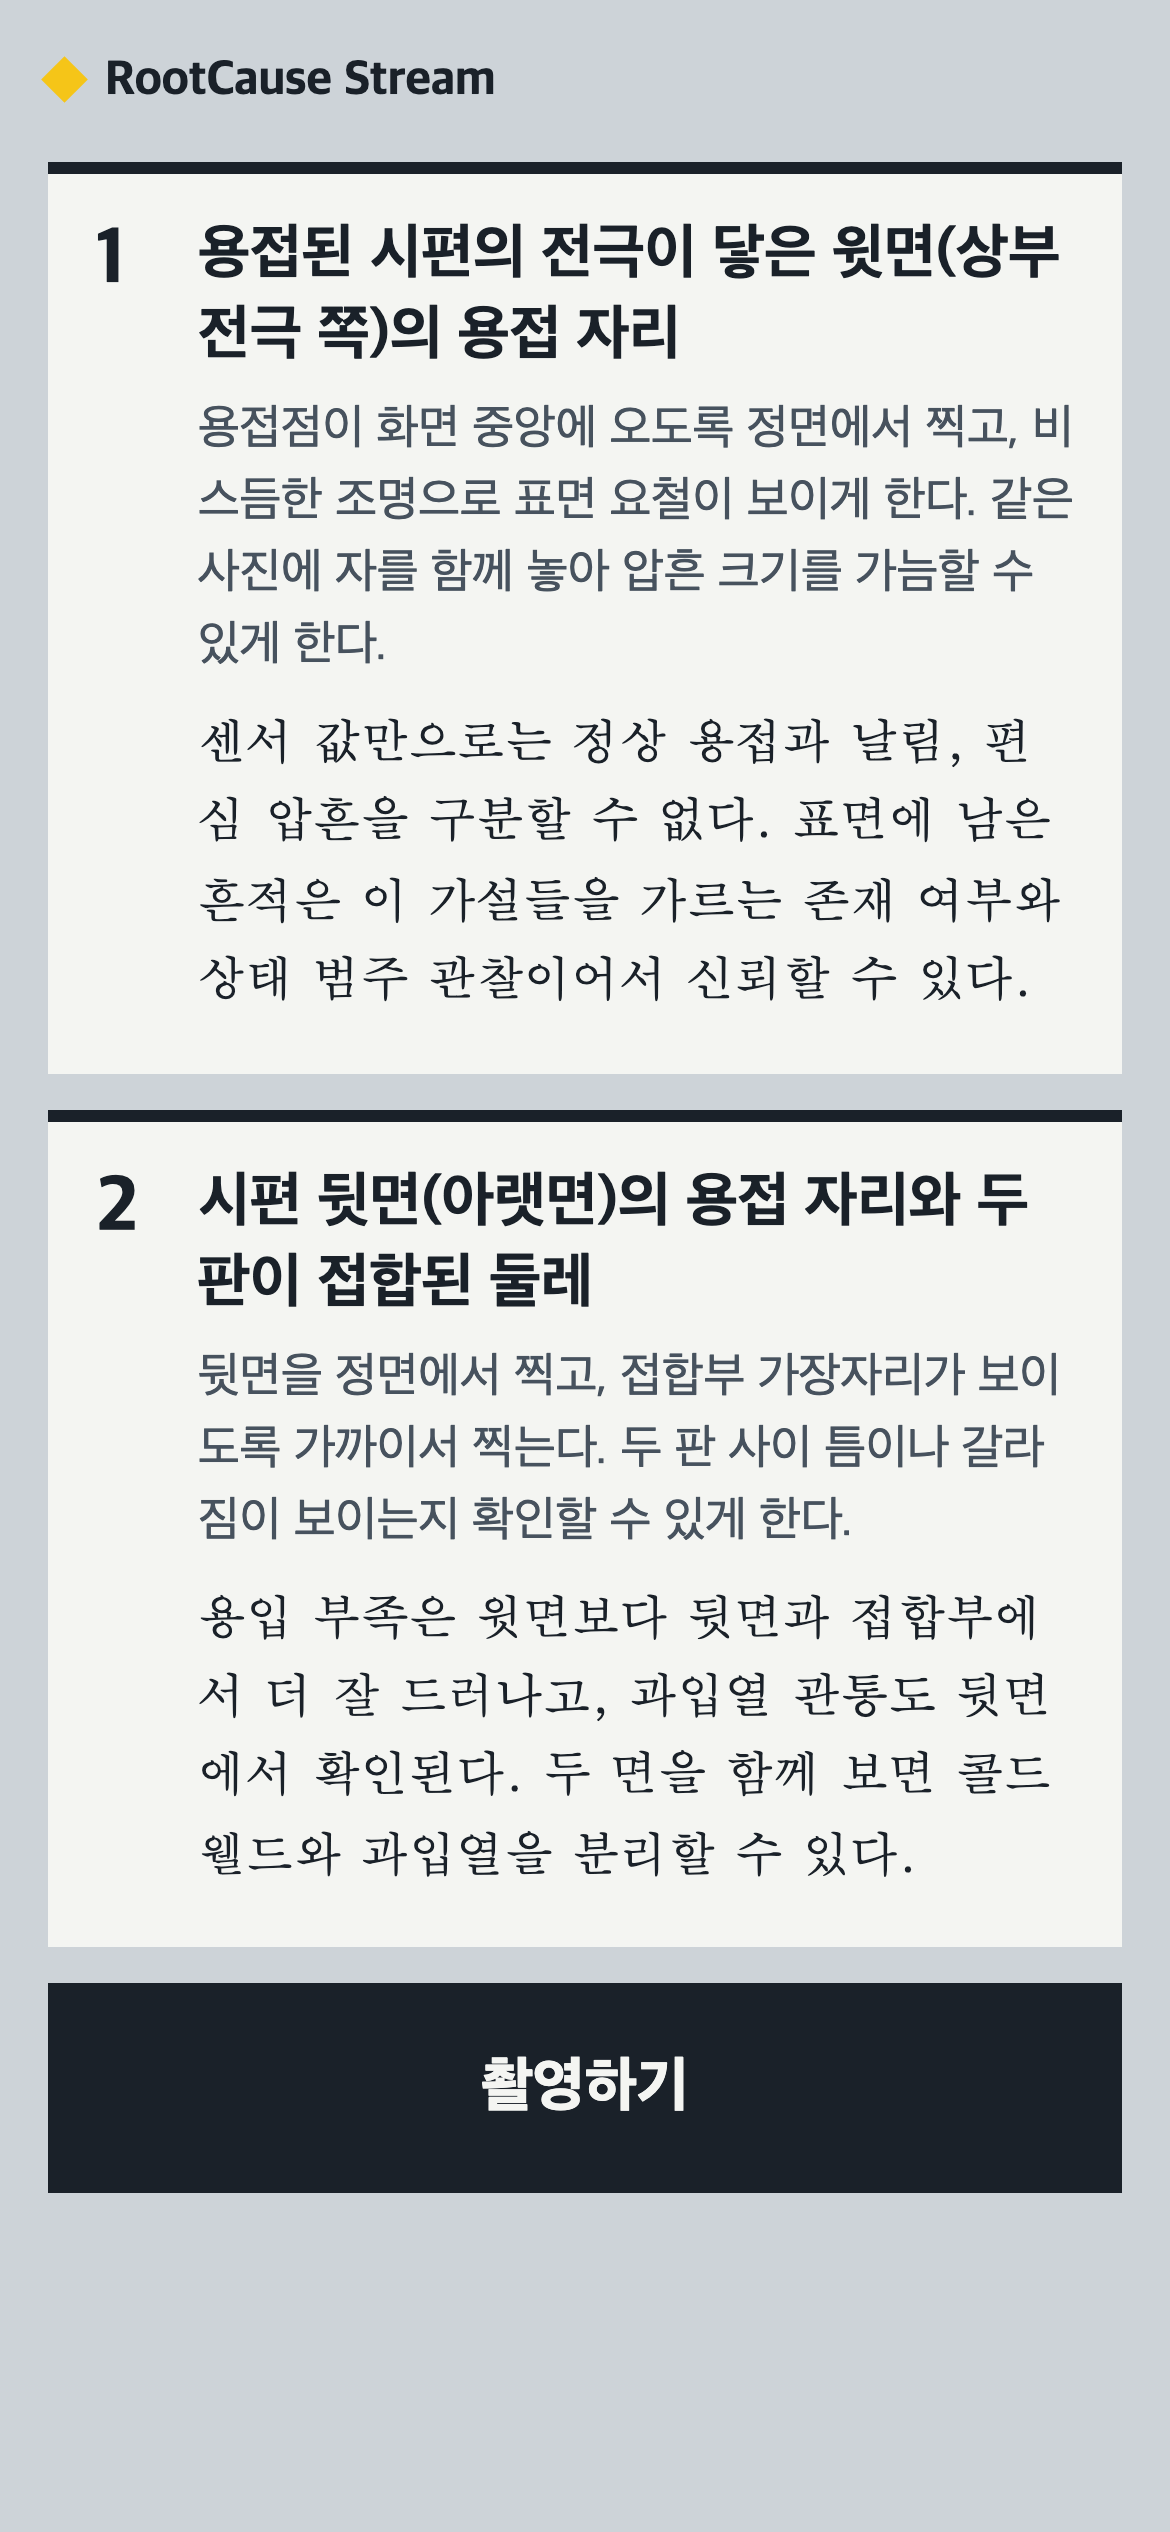 RootCause Stream
1
용접된 시편의 전극이 닿은 윗면(상부
전극 쪽)의 용접 자리
용접점이 화면 중앙에 오도록 정면에서 찍고, 비
스듬한 조명으로 표면 요철이 보이게 한다. 같은
사진에 자를 함께 놓아 압흔 크기를 가늠할 수
있게 한다.
센서 값만으로는 정상 용접과 날림, 편
심 압흔을 구분할 수 없다. 표면에 남은
흔적은 이 가설들을 가르는 존재 여부와
상태 범주 관찰이어서 신뢰할 수 있다.
2
시편 뒷면(아랫면)의 용접 자리와 두
판이 접합된 둘레
뒷면을 정면에서 찍고, 접합부 가장자리가 보이
도록 가까이서 찍는다. 두 판 사이 틈이나 갈라
짐이 보이는지 확인할 수 있게 한다.
용입 부족은 윗면보다 뒷면과 접합부에
서 더 잘 드러나고, 과입열 관통도 뒷면
에서 확인된다. 두 면을 함께 보면 콜드
웰드와 과입열을 분리할 수 있다.
촬영하기